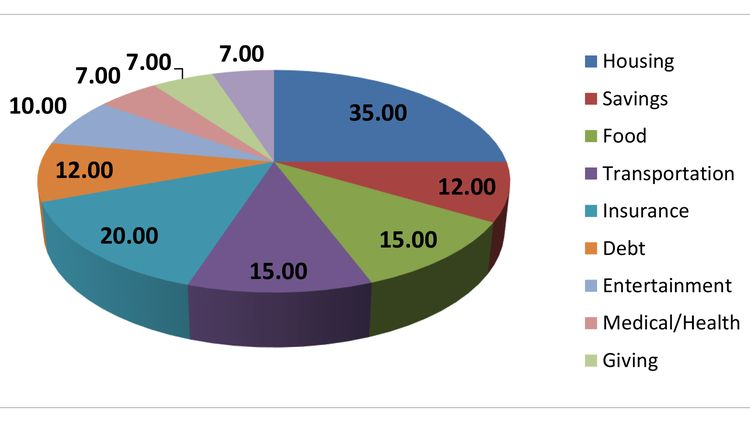 7.00
7.00
7.00
10.00
35.00
12.00
12.00
20.00
15.00
15.00
Housing
Savings
Food
Transportation
Insurance
Debt
Entertainment
Medical/Health
Giving